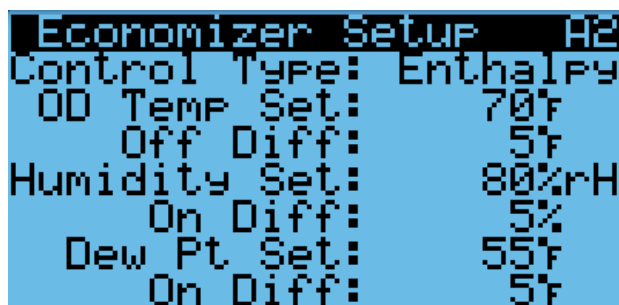 Economizer Setup A2
Control Type: Enthalpy
OD Temp Set: 70°F
Off Diff: 5°F
Humidity Set: 80%rH
On Diff: 5%
Dew Pt Set: 55°F
On Diff: 5°F